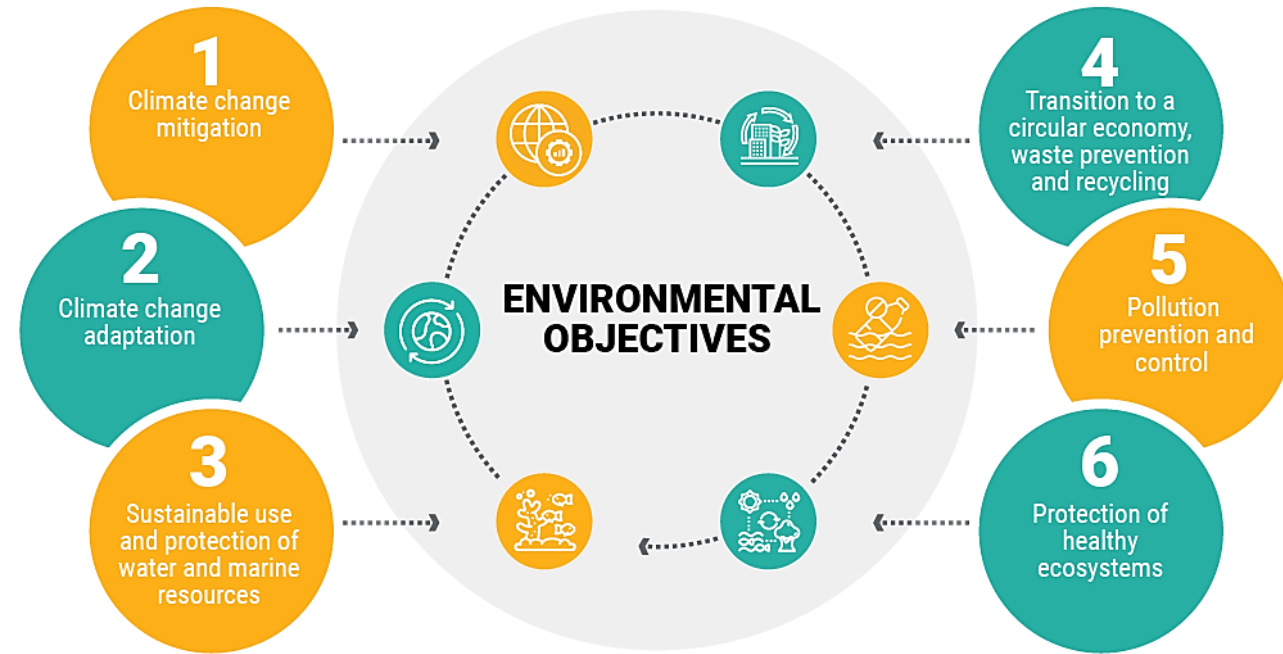 1
Climate change
mitigation
2
Climate change
adaptation
3
Sustainable use
and protection of
water and marine
resources
ENVIRONMENTAL
OBJECTIVES
4
Transition to a
circular economy,
waste prevention
and recycling
5
Pollution
prevention and
control
6
Protection of
healthy
ecosystems